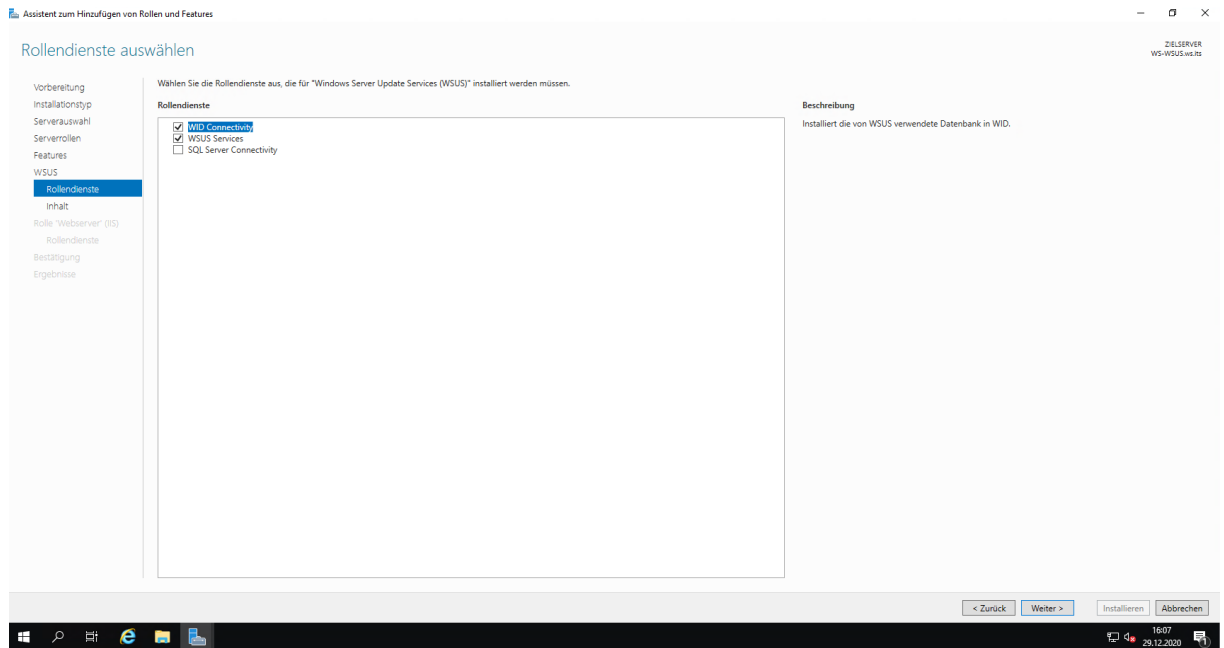 Assistent zum Hinzufügen von Rollen und Features
Rollendienste auswählen
ZIELSERVER
WS-WSUS.ws.its
Vorbereitung
Installationstyp
Serverauswahl
Serverrollen
Features
WSUS
Rollendienste
Inhalt
Rolle "Webserver" (IIS)
Rollendienste
Bestätigung
Ergebnisse
Wählen Sie die Rollendienste aus, die für "Windows Server Update Services (WSUS)" installiert werden müssen.
Rollendienste
WID Connectivity
WSUS Services
SQL Server Connectivity
Beschreibung
Installiert die von WSUS verwendete Datenbank in WID.
< Zurück Weiter > Installieren Abbrechen
16:07
29.12.2020
1